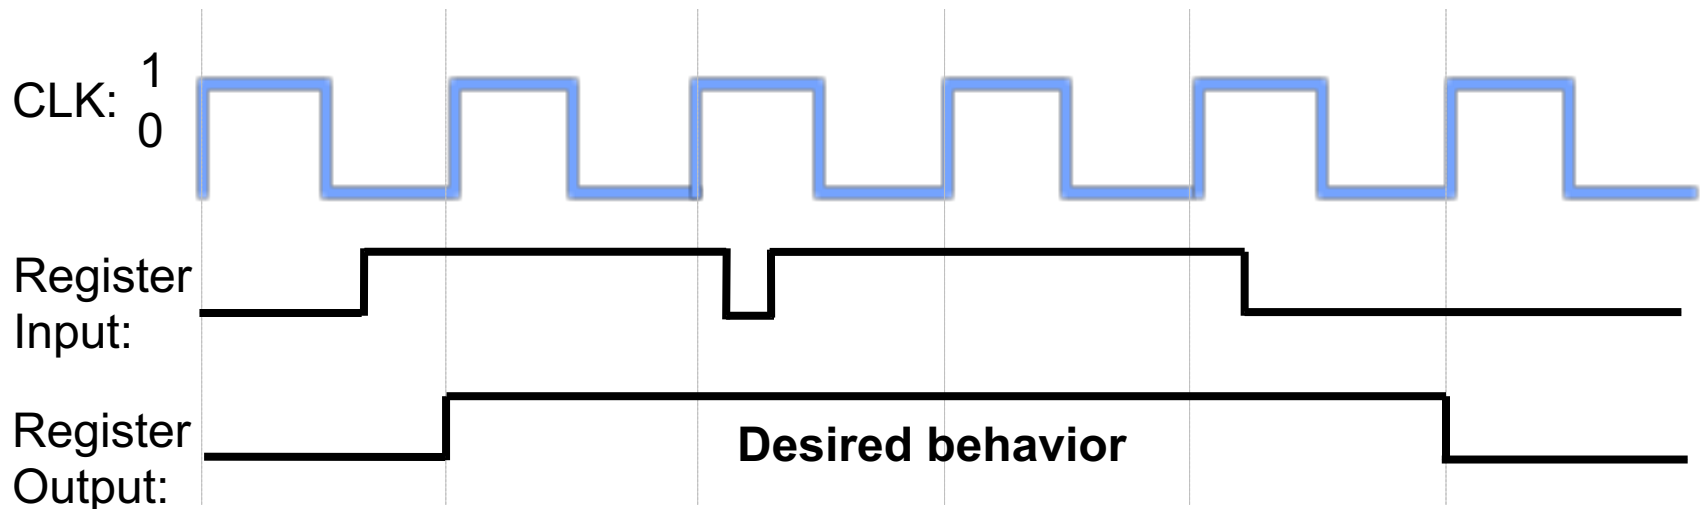 1
CLK:
0
Register
Input:
Register
Desired behavior
Output: